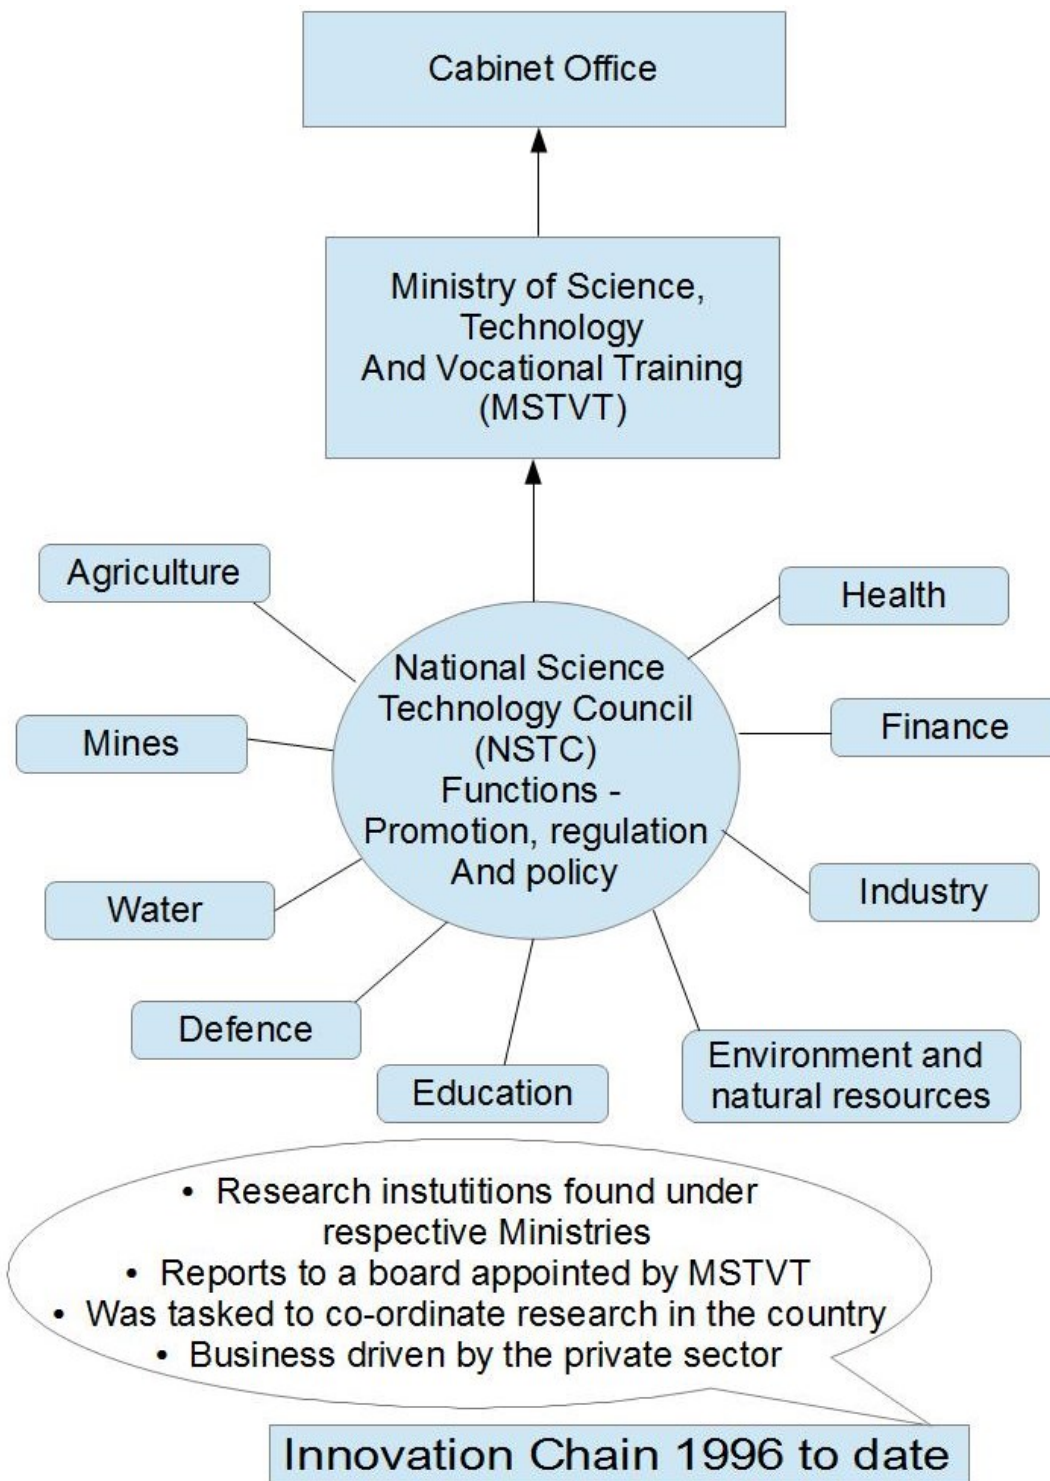 Cabinet Office
Ministry of Science,
Technology
And Vocational Training
(MSTVT)
Agriculture
Health
National Science
Technology Council
(NSTC)
Functions -
Promotion, regulation
And policy
Mines
Finance
Water
Industry
Defence
Education
Environment and
natural resources
• Research instutitions found under
respective Ministries
• Reports to a board appointed by MSTVT
• Was tasked to co-ordinate research in the country
• Business driven by the private sector
Innovation Chain 1996 to date